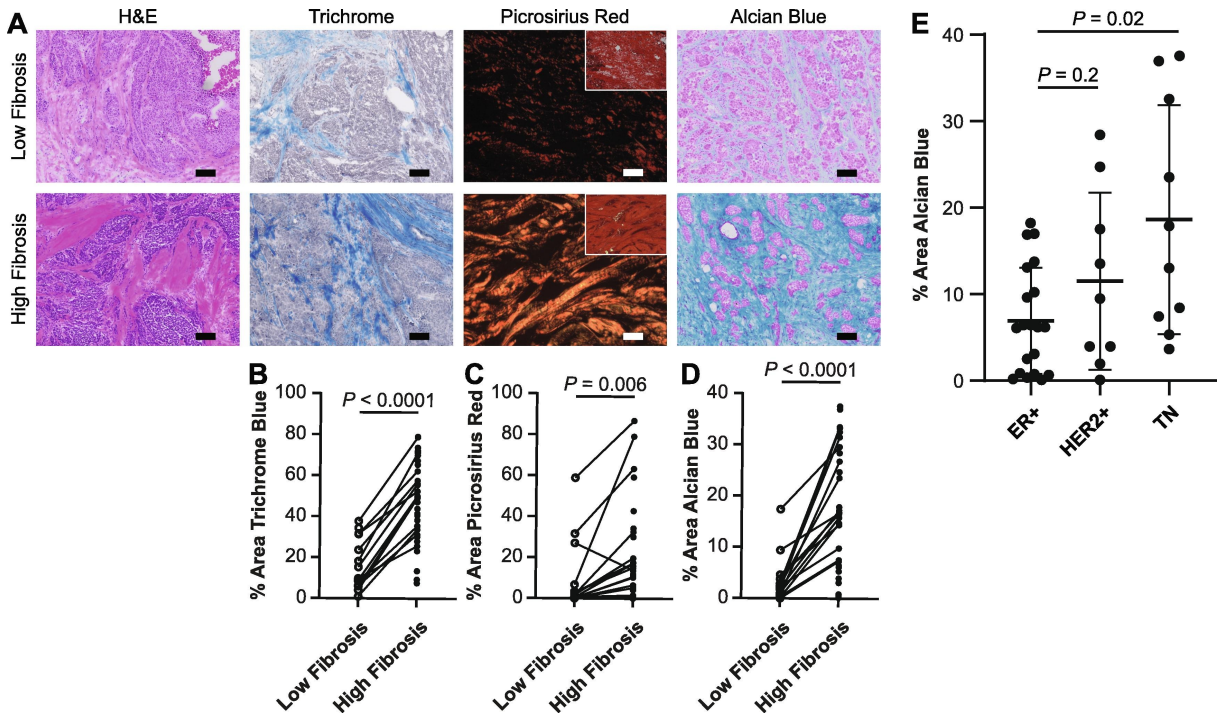 A
H&E
Trichrome
Picrosirius Red
Alcian Blue
Low Fibrosis
High Fibrosis
B
% Area Trichrome Blue
100
80
60
40
20
0
P < 0.0001
Low Fibrosis
High Fibrosis
C
% Area Picrosirius Red
100
80
60
40
20
0
P = 0.006
Low Fibrosis
High Fibrosis
D
% Area Alcian Blue
40
30
20
10
0
P < 0.0001
Low Fibrosis
High Fibrosis
E
% Area Alcian Blue
40
30
20
10
0
P = 0.02
P = 0.2
ER+
HER2+
TN